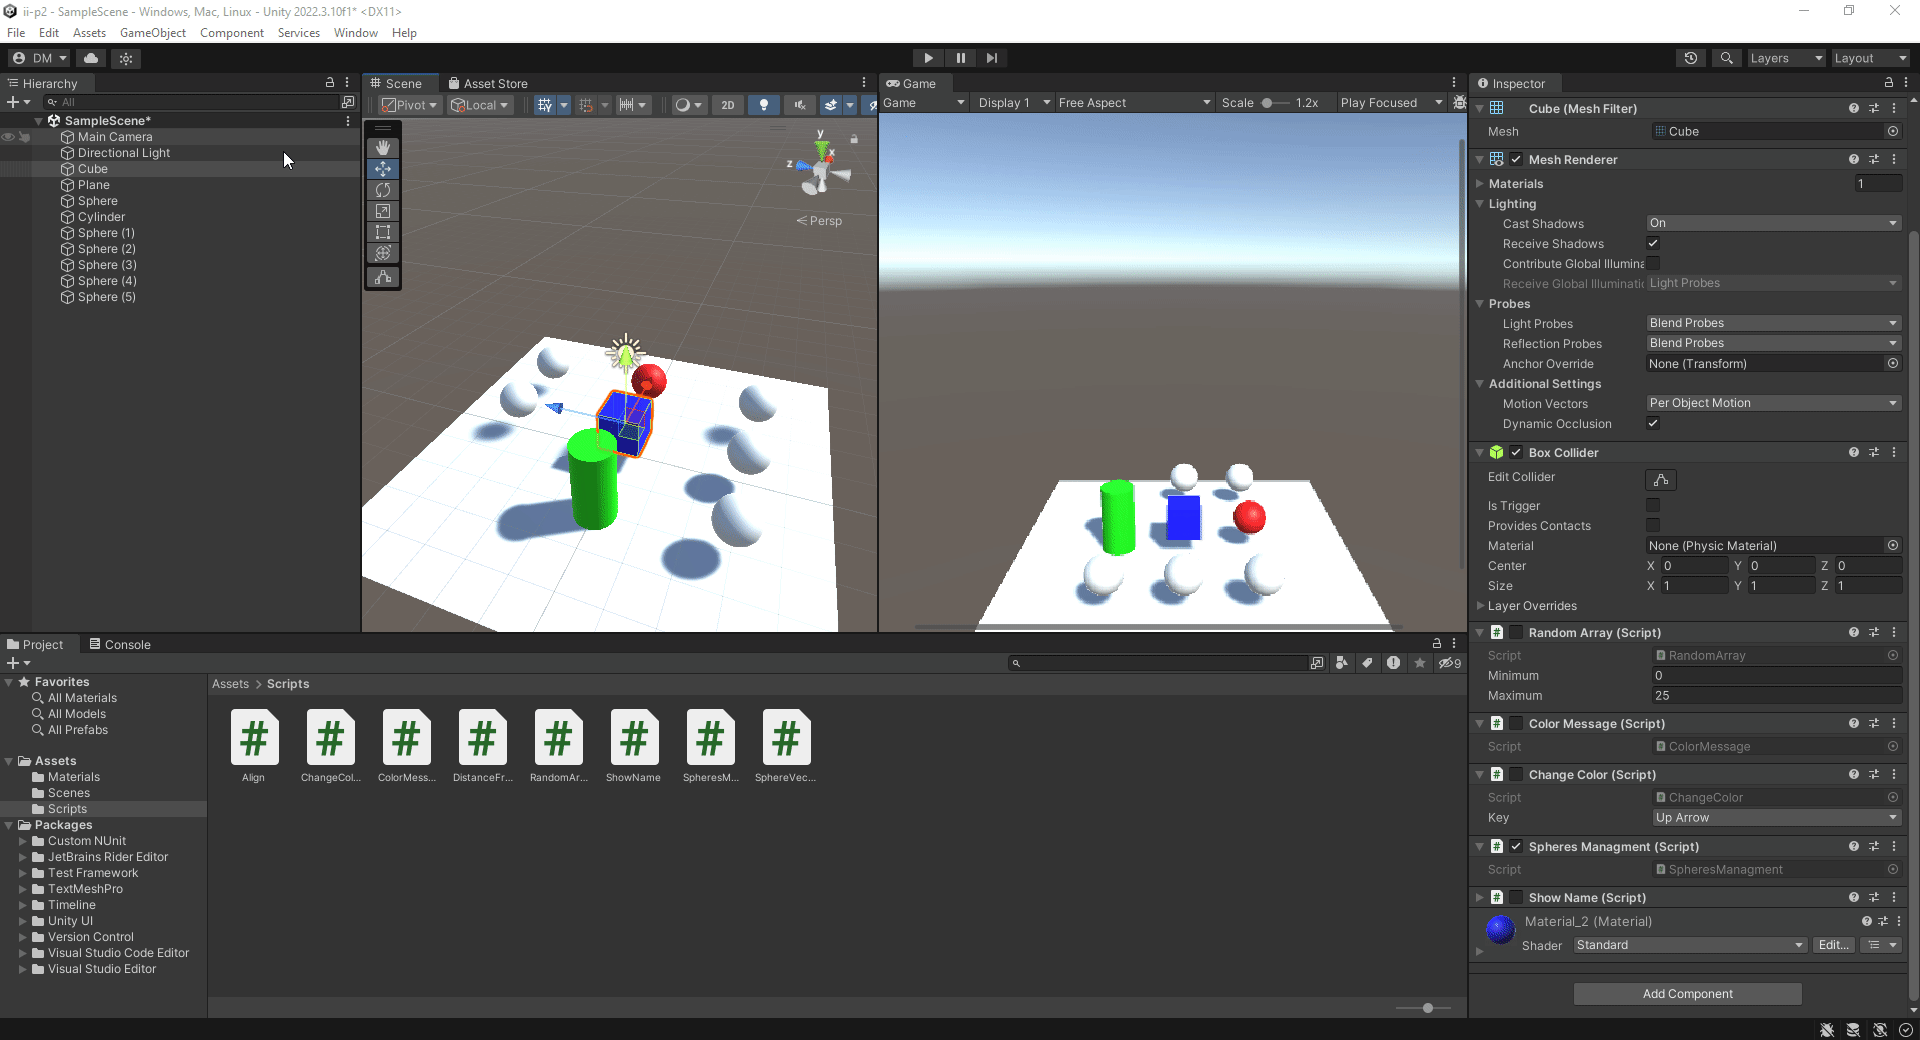 ii-p2 - SampleScene - Windows, Mac, Linux - Unity 2022.3.10f1* <DX11>
File Edit Assets GameObject Component Services Window Help
DM Layers Layout
Hierarchy
All
SampleScene*
Main Camera
Directional Light
Cube
Plane
Sphere
Cylinder
Sphere (1)
Sphere (2)
Sphere (3)
Sphere (4)
Sphere (5)
Scene Asset Store
Pivot Local 2D
y
x
z
Persp
Game
Game Display 1 Free Aspect Scale 1.2x Play Focused
Inspector
Cube (Mesh Filter)
Mesh Cube
Mesh Renderer
Materials 1
Lighting
Cast Shadows On
Receive Shadows
Contribute Global Illumina
Receive Global Illuminati Light Probes
Probes
Light Probes Blend Probes
Reflection Probes Blend Probes
Anchor Override None (Transform)
Additional Settings
Motion Vectors Per Object Motion
Dynamic Occlusion
Box Collider
Edit Collider
Is Trigger
Provides Contacts
Material None (Physic Material)
Center X 0 Y 0 Z 0
Size X 1 Y 1 Z 1
Layer Overrides
# Random Array (Script)
Script RandomArray
Minimum 0
Maximum 25
# Color Message (Script)
Script ColorMessage
# Change Color (Script)
Script ChangeColor
Key Up Arrow
# Spheres Managment (Script)
Script SpheresManagment
# Show Name (Script)
Material_2 (Material)
Shader Standard Edit...
Add Component
Project Console
9
Favorites
All Materials
All Models
All Prefabs
Assets
Materials
Scenes
Scripts
Packages
Custom NUnit
JetBrains Rider Editor
Test Framework
TextMeshPro
Timeline
Unity UI
Version Control
Visual Studio Code Editor
Visual Studio Editor
Assets > Scripts
# # # # # # # #
Align ChangeCol... ColorMess... DistanceFr... RandomAr... ShowName SpheresM... SphereVec...